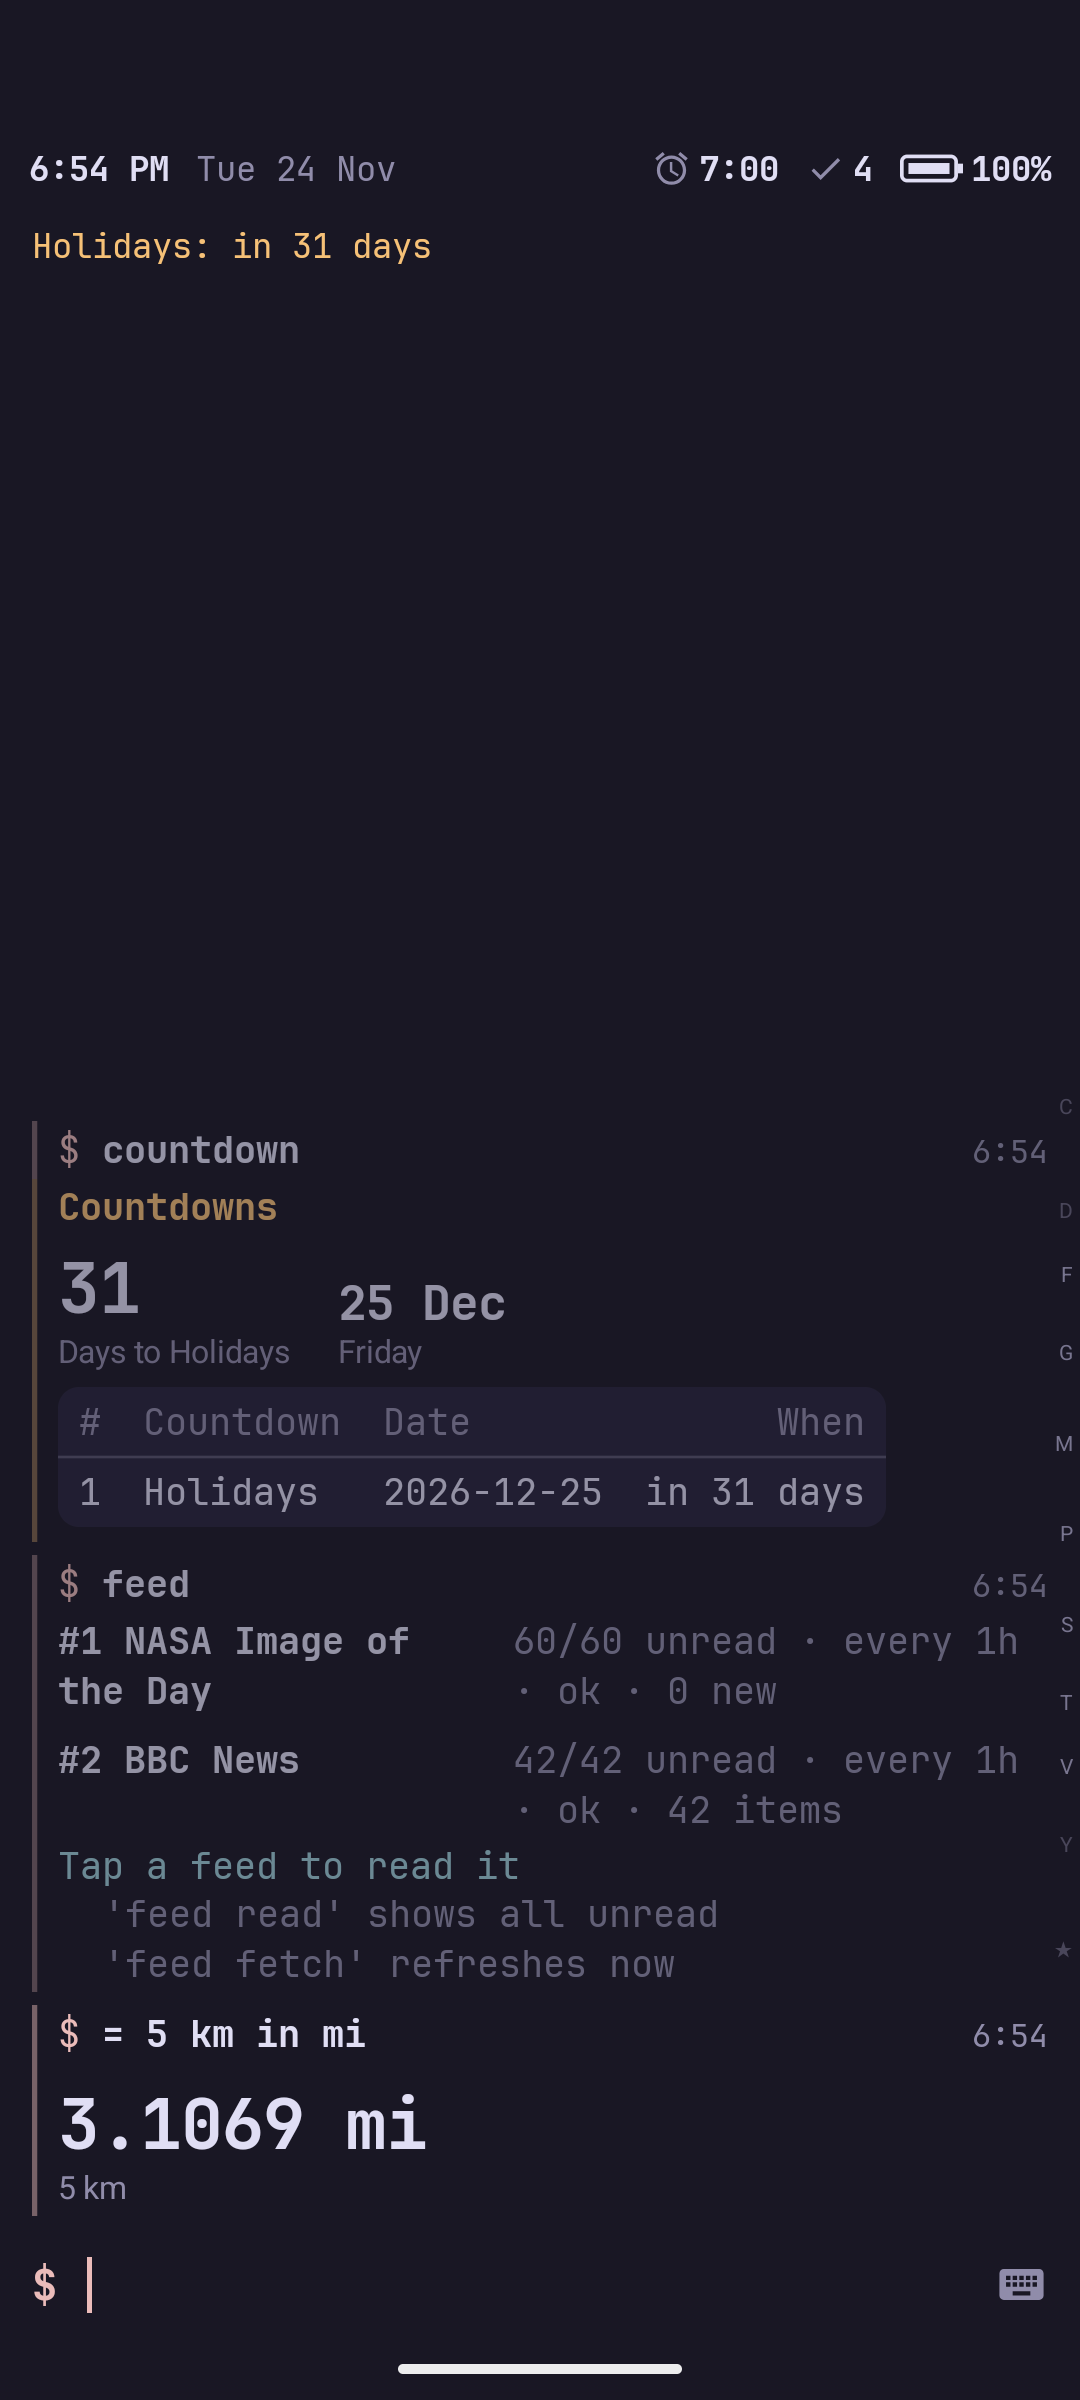 6:54 PM Tue 24 Nov 7:00 4 100%
Holidays: in 31 days
C
$ countdown 6:54
Countdowns
D
F
31 25 Dec
Days to Holidays Friday
G
# Countdown Date When
M
1 Holidays 2026-12-25 in 31 days
P
$ feed 6:54
S
#1 NASA Image of the Day
60/60 unread · every 1h
· ok · 0 new
T
#2 BBC News 42/42 unread · every 1h
V
· ok · 42 items
Y
Tap a feed to read it
'feed read' shows all unread
'feed fetch' refreshes now
★
$ = 5 km in mi 6:54
3.1069 mi
5 km
$